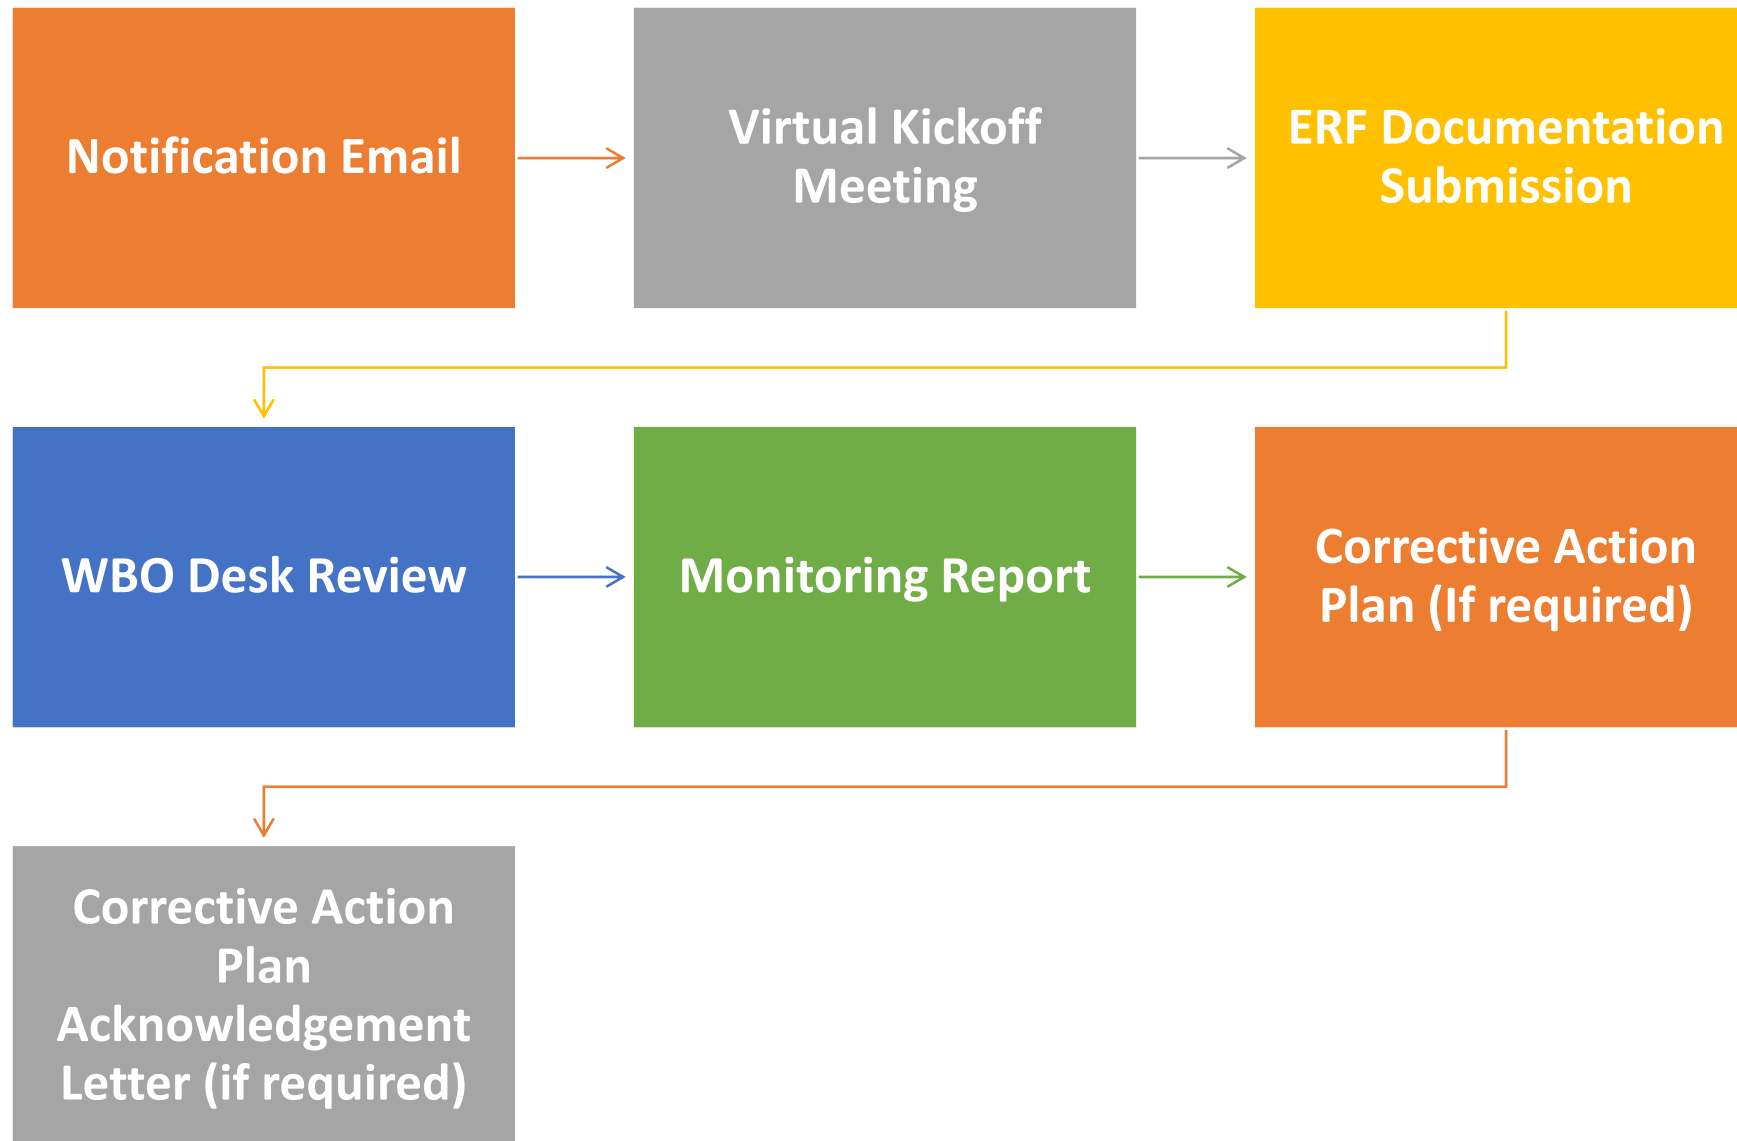 Notification Email
Virtual Kickoff
Meeting
ERF Documentation
Submission
WBO Desk Review
Monitoring Report
Corrective Action
Plan (If required)
Corrective Action
Plan
Acknowledgement
Letter (if required)